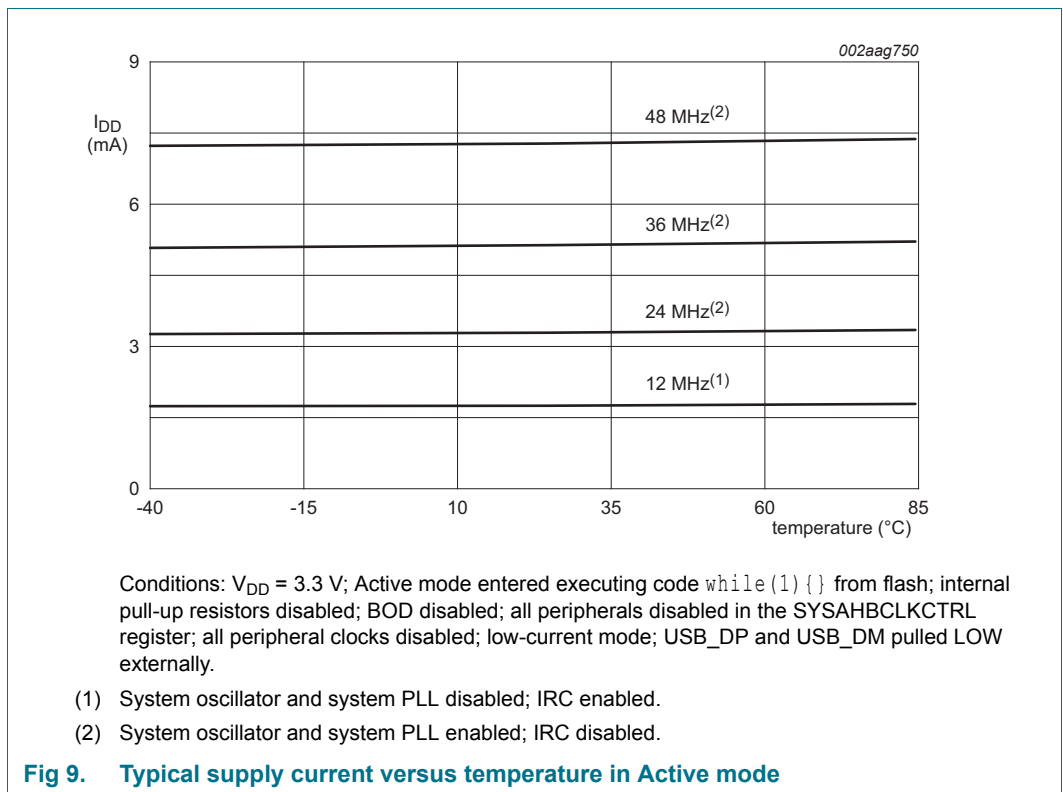 002aag750
9
I_DD
(mA)
48 MHz(2)
6
36 MHz(2)
24 MHz(2)
3
12 MHz(1)
0
-40 -15 10 35 60 85
temperature (°C)
Conditions: V_DD = 3.3 V; Active mode entered executing code while(1){} from flash; internal
pull-up resistors disabled; BOD disabled; all peripherals disabled in the SYSAHBCLKCTRL
register; all peripheral clocks disabled; low-current mode; USB_DP and USB_DM pulled LOW
externally.
(1) System oscillator and system PLL disabled; IRC enabled.
(2) System oscillator and system PLL enabled; IRC disabled.
Fig 9. Typical supply current versus temperature in Active mode